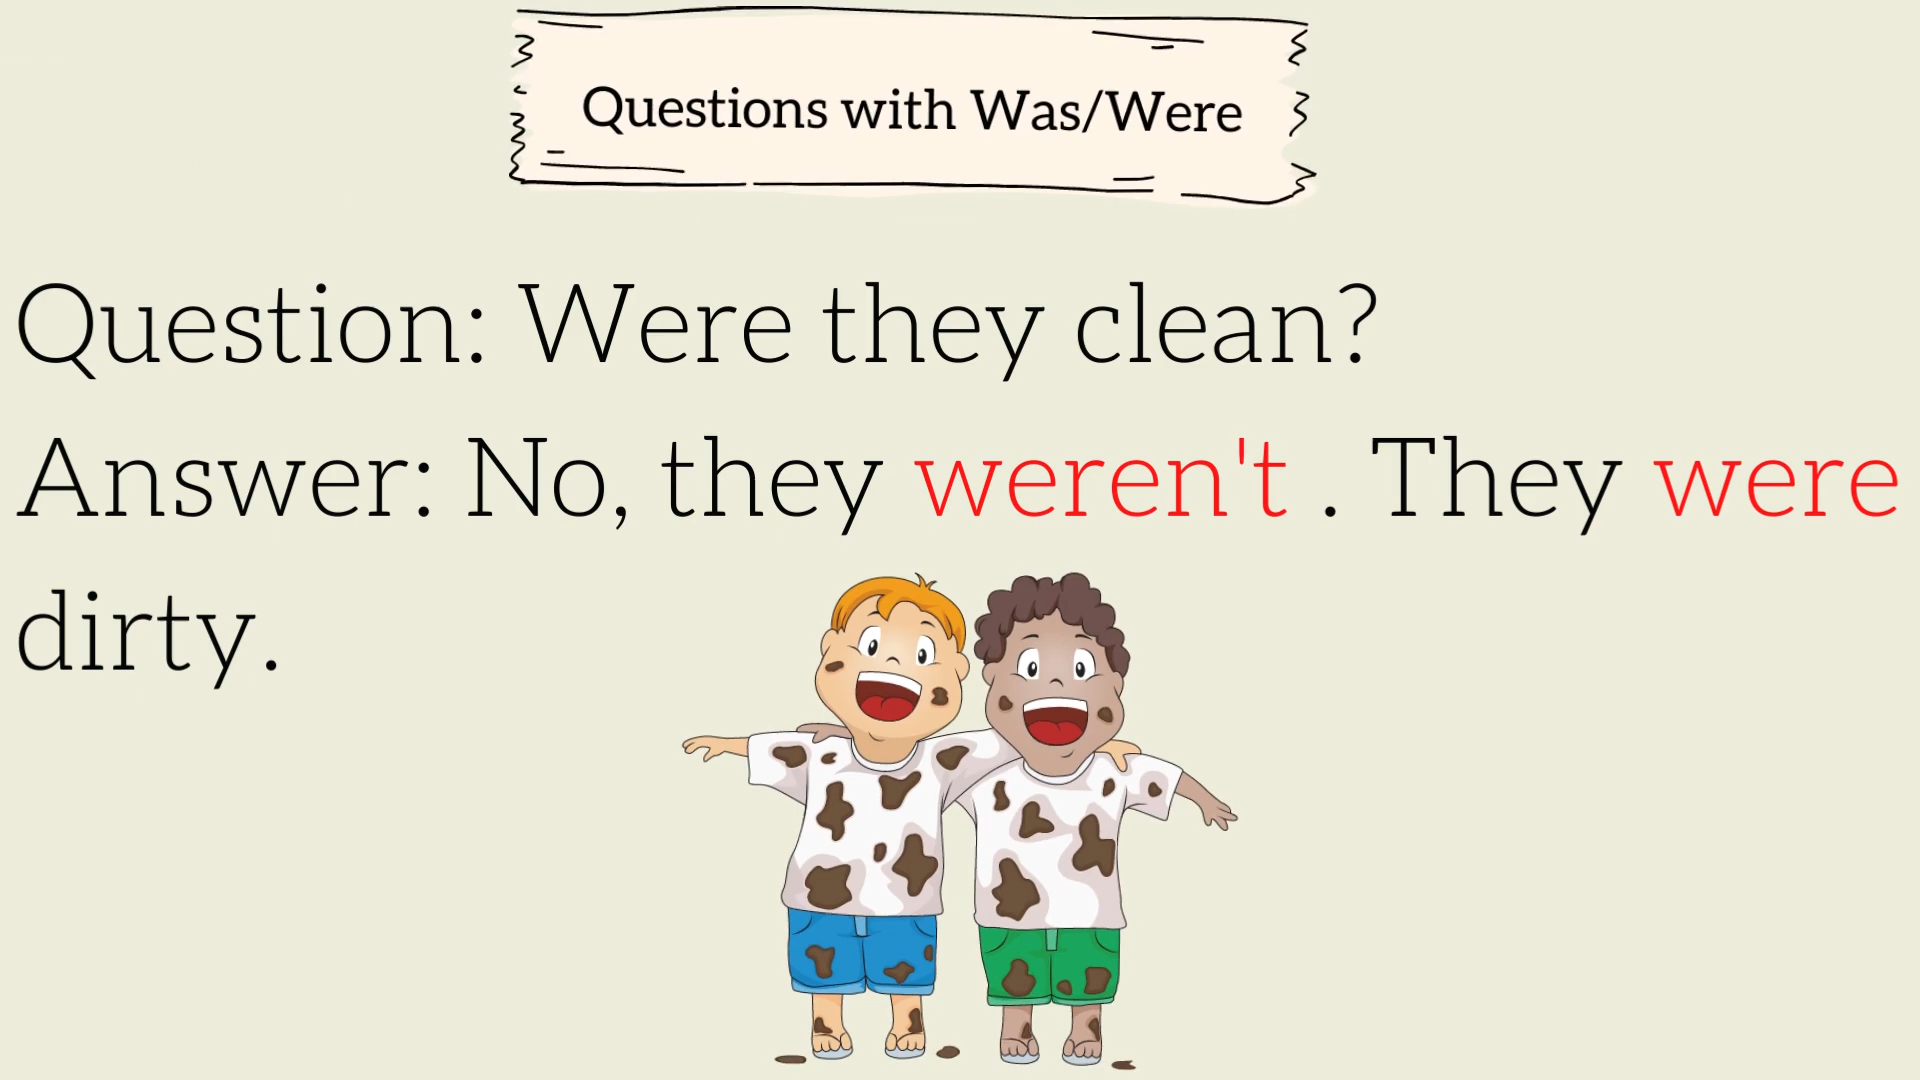 Questions with Was/Were
Question: Were they clean?
Answer: No, they weren't . They were
dirty.